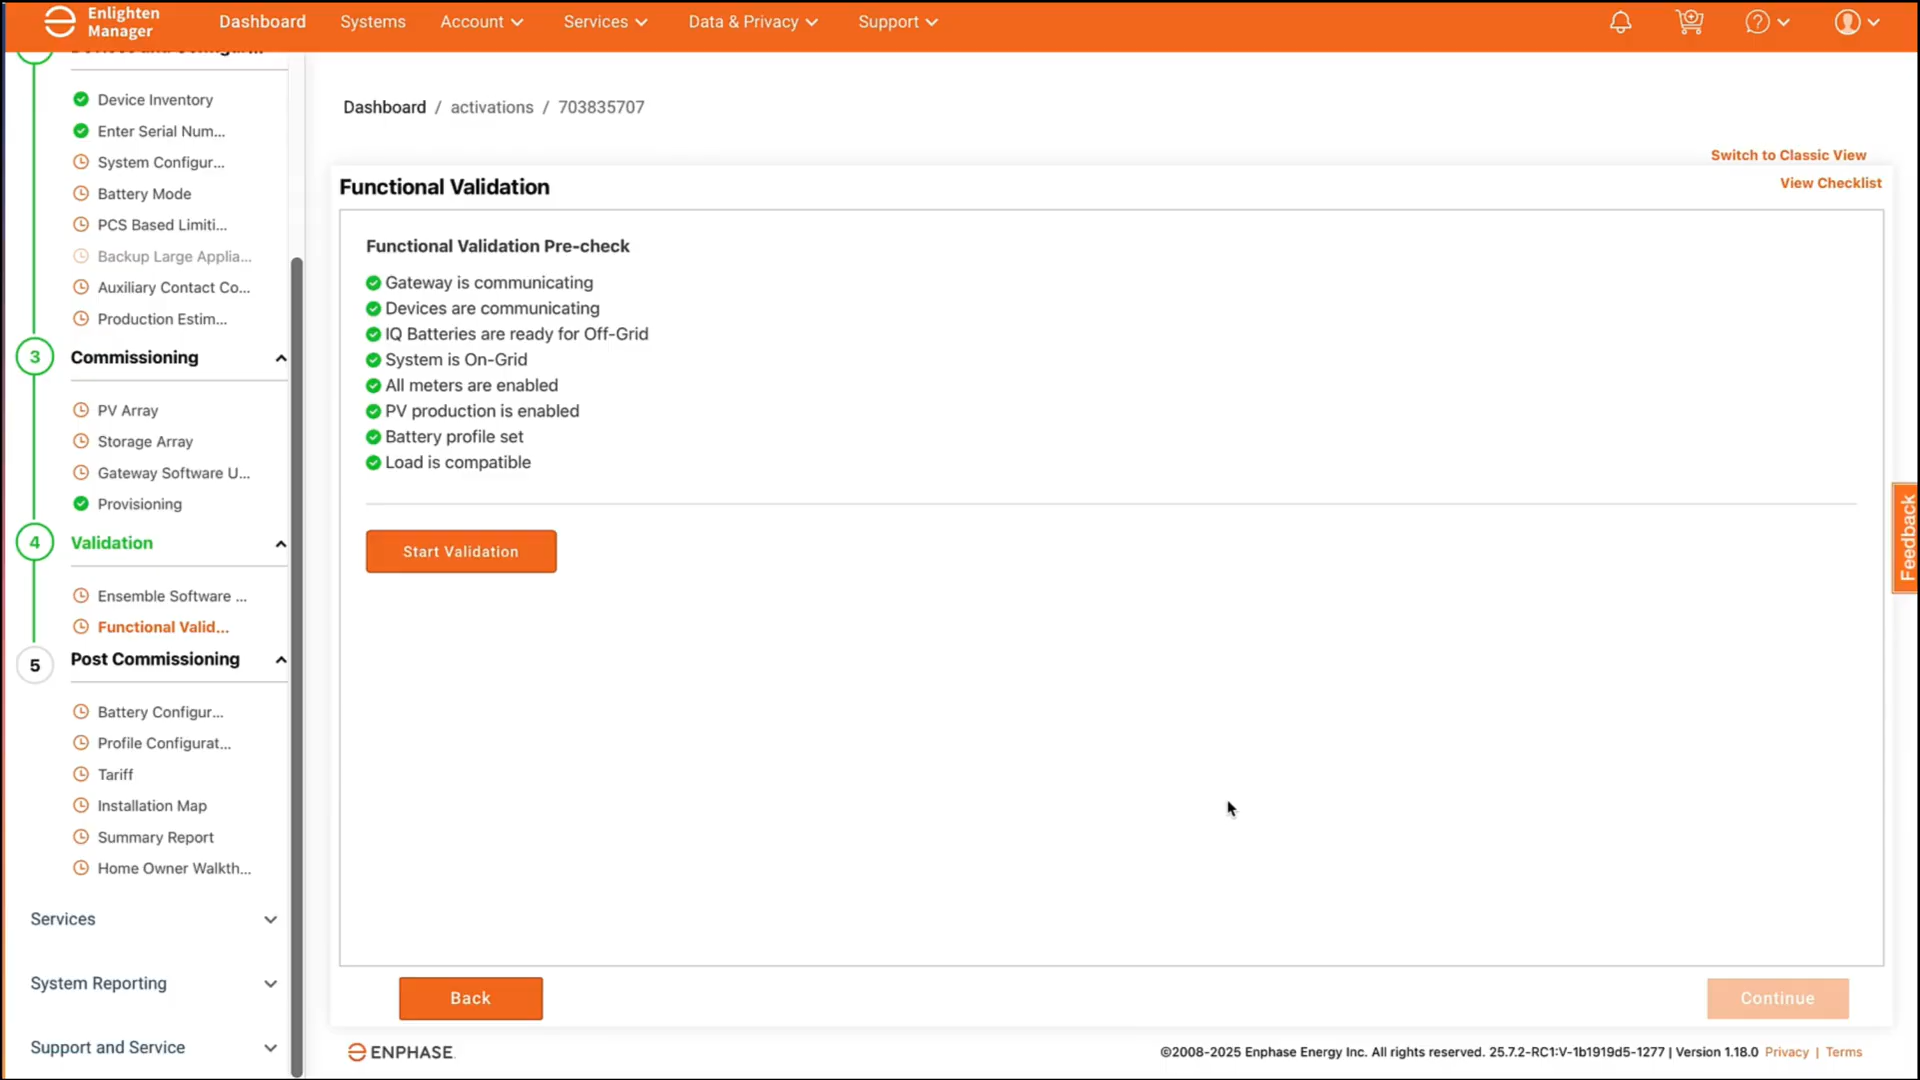 Enlighten
Manager
Dashboard
Systems
Account
Services
Data & Privacy
Support
Device Inventory
Enter Serial Num...
System Configur...
Battery Mode
PCS Based Limiti...
Backup Large Applia...
Auxiliary Contact Co...
Production Estim...
3
Commissioning
PV Array
Storage Array
Gateway Software U...
Provisioning
4
Validation
Ensemble Software ...
Functional Valid...
5
Post Commissioning
Battery Configur...
Profile Configurat...
Tariff
Installation Map
Summary Report
Home Owner Walkth...
Services
System Reporting
Support and Service
Dashboard / activations / 703835707
Switch to Classic View
View Checklist
Functional Validation
Functional Validation Pre-check
Gateway is communicating
Devices are communicating
IQ Batteries are ready for Off-Grid
System is On-Grid
All meters are enabled
PV production is enabled
Battery profile set
Load is compatible
Start Validation
Feedback
Back
Continue
ENPHASE
©2008-2025 Enphase Energy Inc. All rights reserved. 25.7.2-RC1:V-1b1919d5-1277 | Version 1.18.0 Privacy | Terms